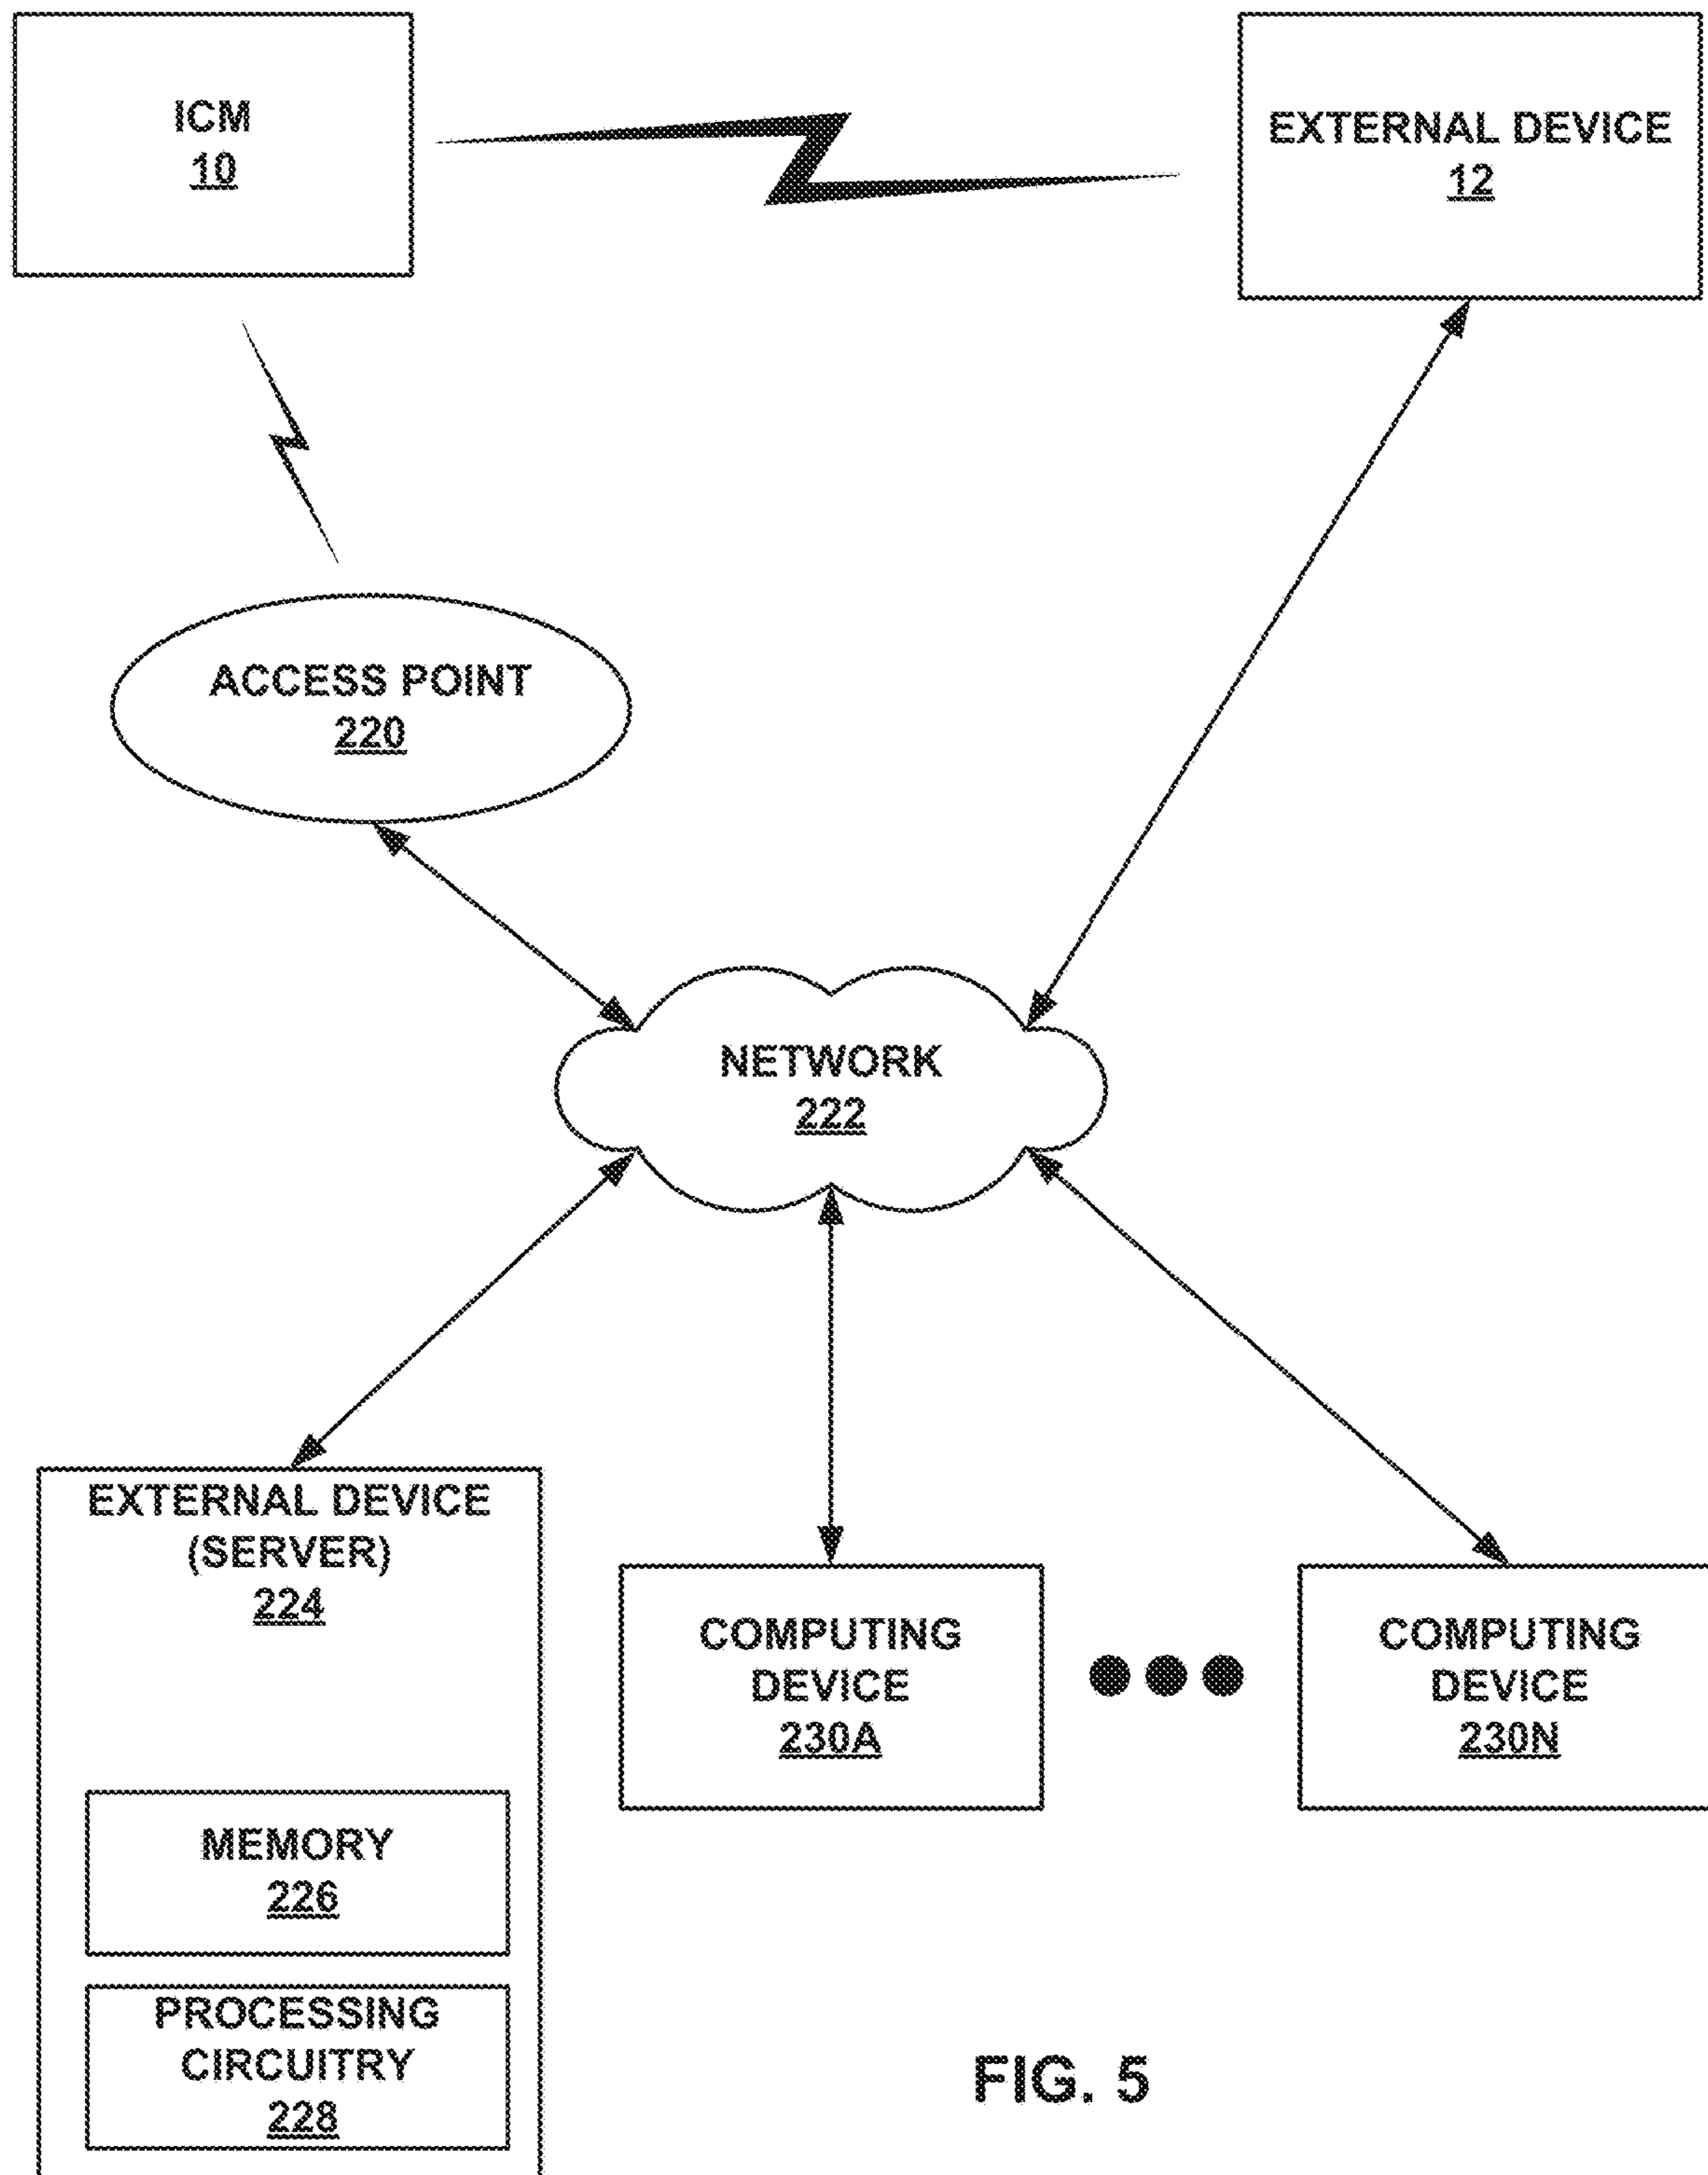 ICM
10
EXTERNAL DEVICE
12
ACCESS POINT
220
NETWORK
222
EXTERNAL DEVICE
(SERVER)
224
MEMORY
226
PROCESSING
CIRCUITRY
228
COMPUTING
DEVICE
230A
COMPUTING
DEVICE
230N
FIG. 5